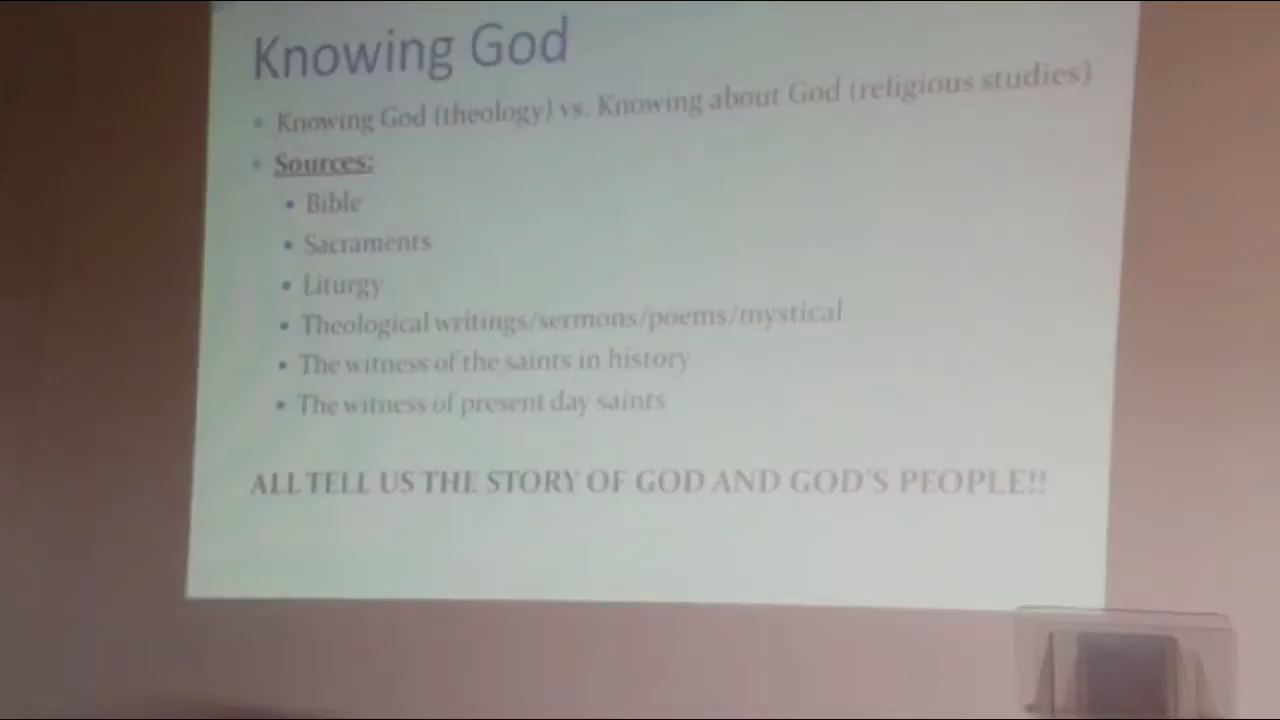 Knowing God
• Knowing God (theology) vs. Knowing about God (religious studies)
• Sources:
• Bible
• Sacraments
• Liturgy
• Theological writings/sermons/poems/mystical
• The witness of the saints in history
• The witness of present day saints
ALL TELL US THE STORY OF GOD AND GOD'S PEOPLE!!